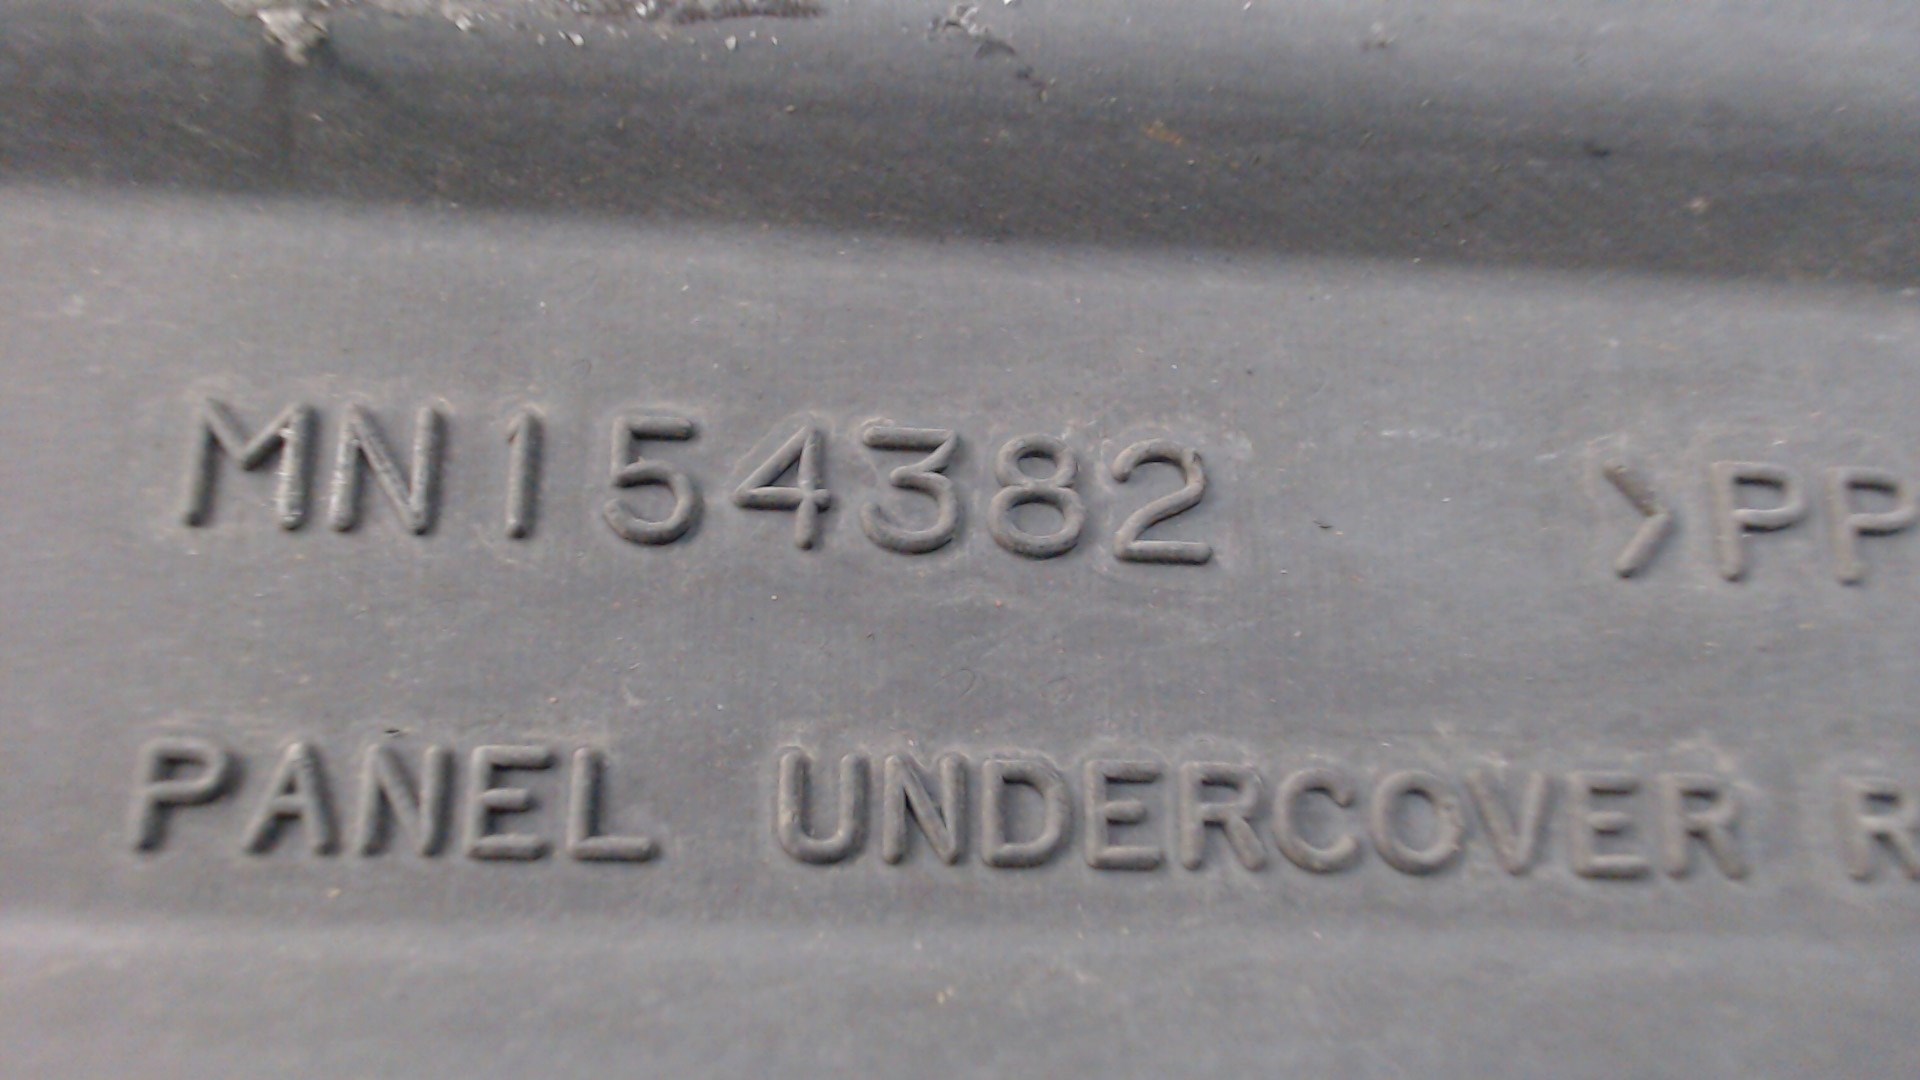 MN154382 >PP
PANEL UNDERCOVER R